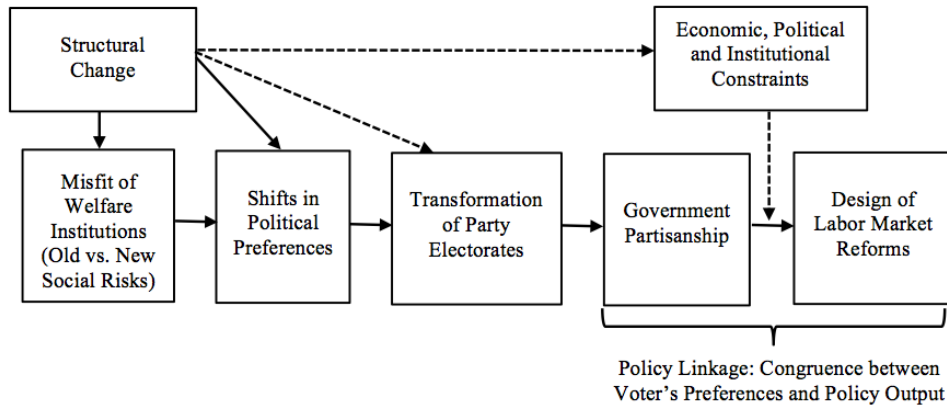 Structural
Change
Economic, Political
and Institutional
Constraints
Misfit of
Welfare
Institutions
(Old vs. New
Social Risks)
Shifts in
Political
Preferences
Transformation
of Party
Electorates
Government
Partisanship
Design of
Labor Market
Reforms
Policy Linkage: Congruence between
Voter's Preferences and Policy Output